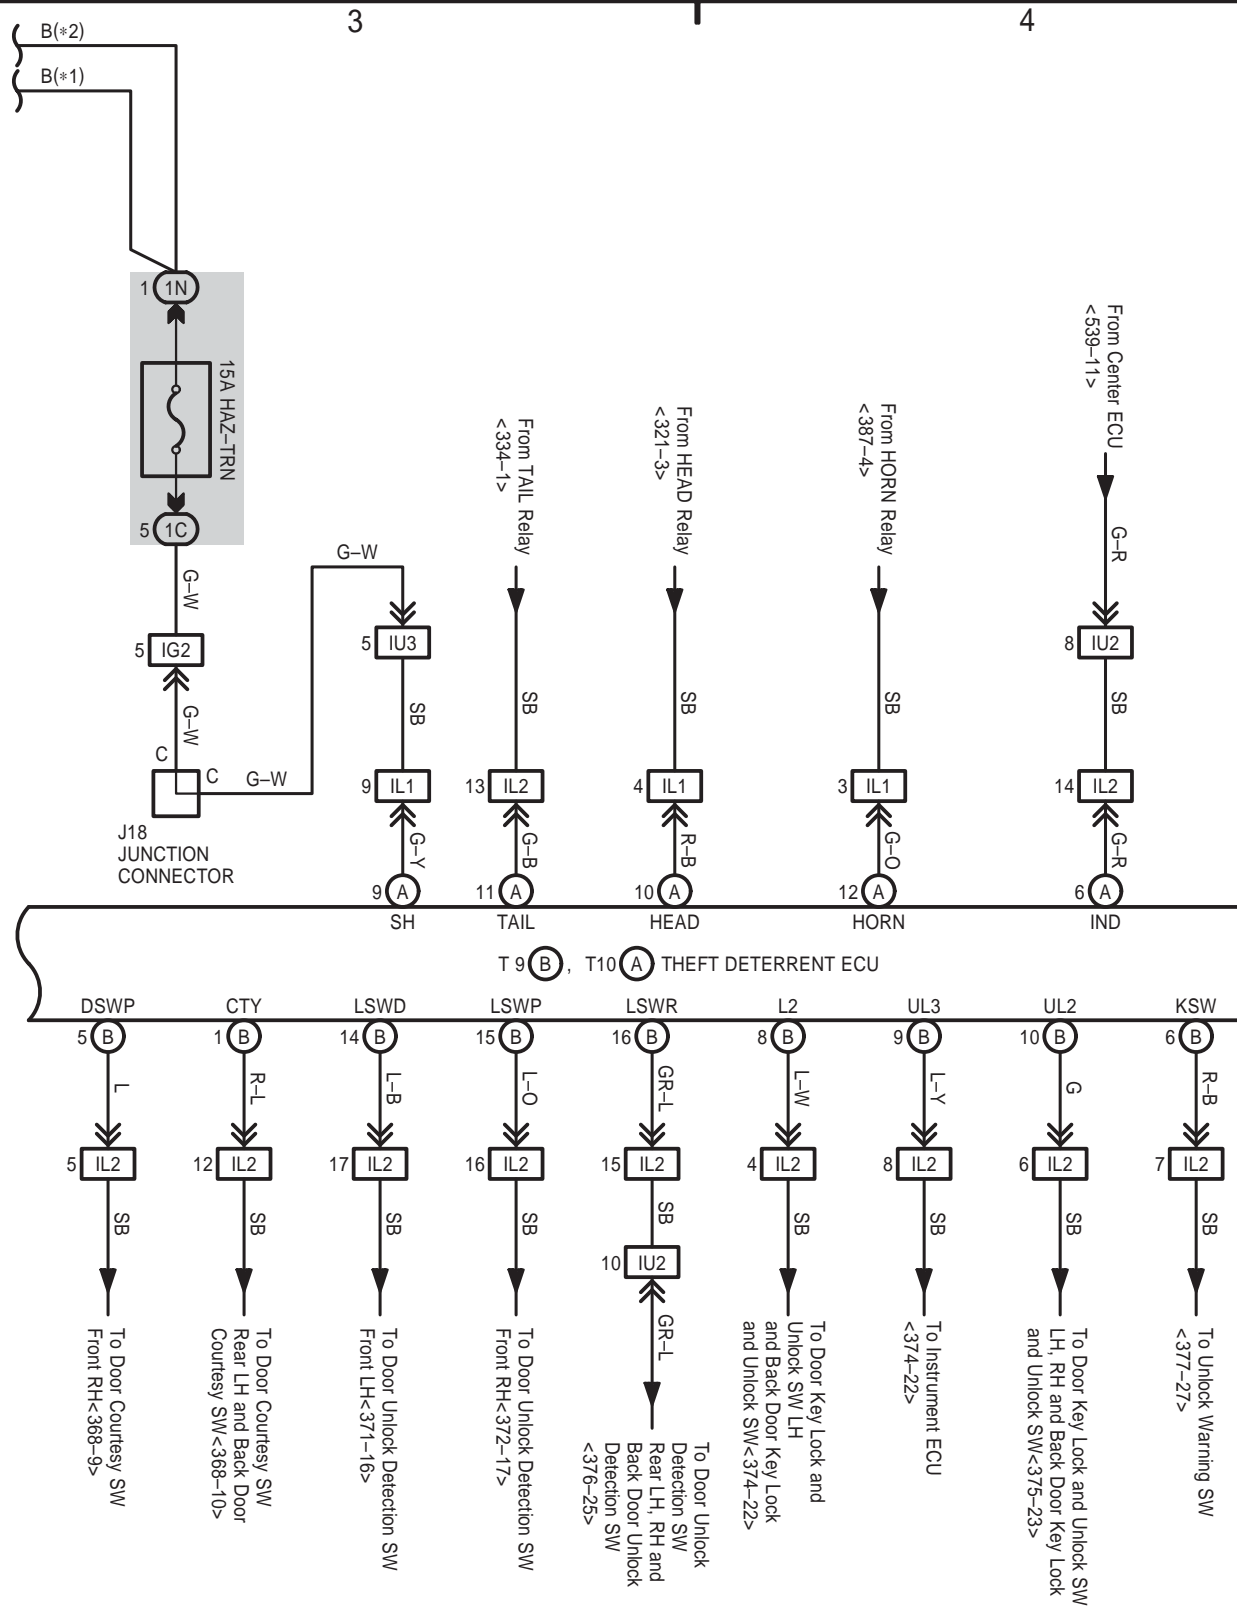 3
4
B(∗2)
B(∗1)
1
1N
15A HAZ–TRN
5
1C
G–W
5
IG2
G–W
C
C
G–W
J18
JUNCTION
CONNECTOR
G–W
5
IU3
SB
9
IL1
G–Y
9
A
SH
From TAIL Relay
<334–1>
SB
13
IL2
G–B
11
A
TAIL
From HEAD Relay
<321–3>
SB
4
IL1
R–B
10
A
HEAD
From HORN Relay
<387–4>
SB
3
IL1
G–O
12
A
HORN
From Center ECU
<539–11>
G–R
8
IU2
SB
14
IL2
G–R
6
A
IND
T 9 B , T10 A THEFT DETERRENT ECU
DSWP
5
B
L
5
IL2
SB
To Door Courtesy SW
Front RH<368–9>
CTY
1
B
R–L
12
IL2
SB
To Door Courtesy SW
Rear LH and Back Door
Courtesy SW<368–10>
LSWD
14
B
L–B
17
IL2
SB
To Door Unlock Detection SW
Front LH<371–16>
LSWP
15
B
L–O
16
IL2
SB
To Door Unlock Detection SW
Front RH<372–17>
LSWR
16
B
GR–L
15
IL2
SB
10
IU2
GR–L
To Door Unlock
Detection SW
Rear LH, RH and
Back Door Unlock
Detection SW
<376–25>
L2
8
B
L–W
4
IL2
SB
To Door Key Lock and
Unlock SW LH
and Back Door Key Lock
and Unlock SW<374–22>
UL3
9
B
L–Y
8
IL2
SB
To Instrument ECU
<374–22>
UL2
10
B
G
6
IL2
SB
To Door Key Lock and Unlock SW
LH, RH and Back Door Key Lock
and Unlock SW<375–23>
KSW
6
B
R–B
7
IL2
SB
To Unlock Warning SW
<377–27>